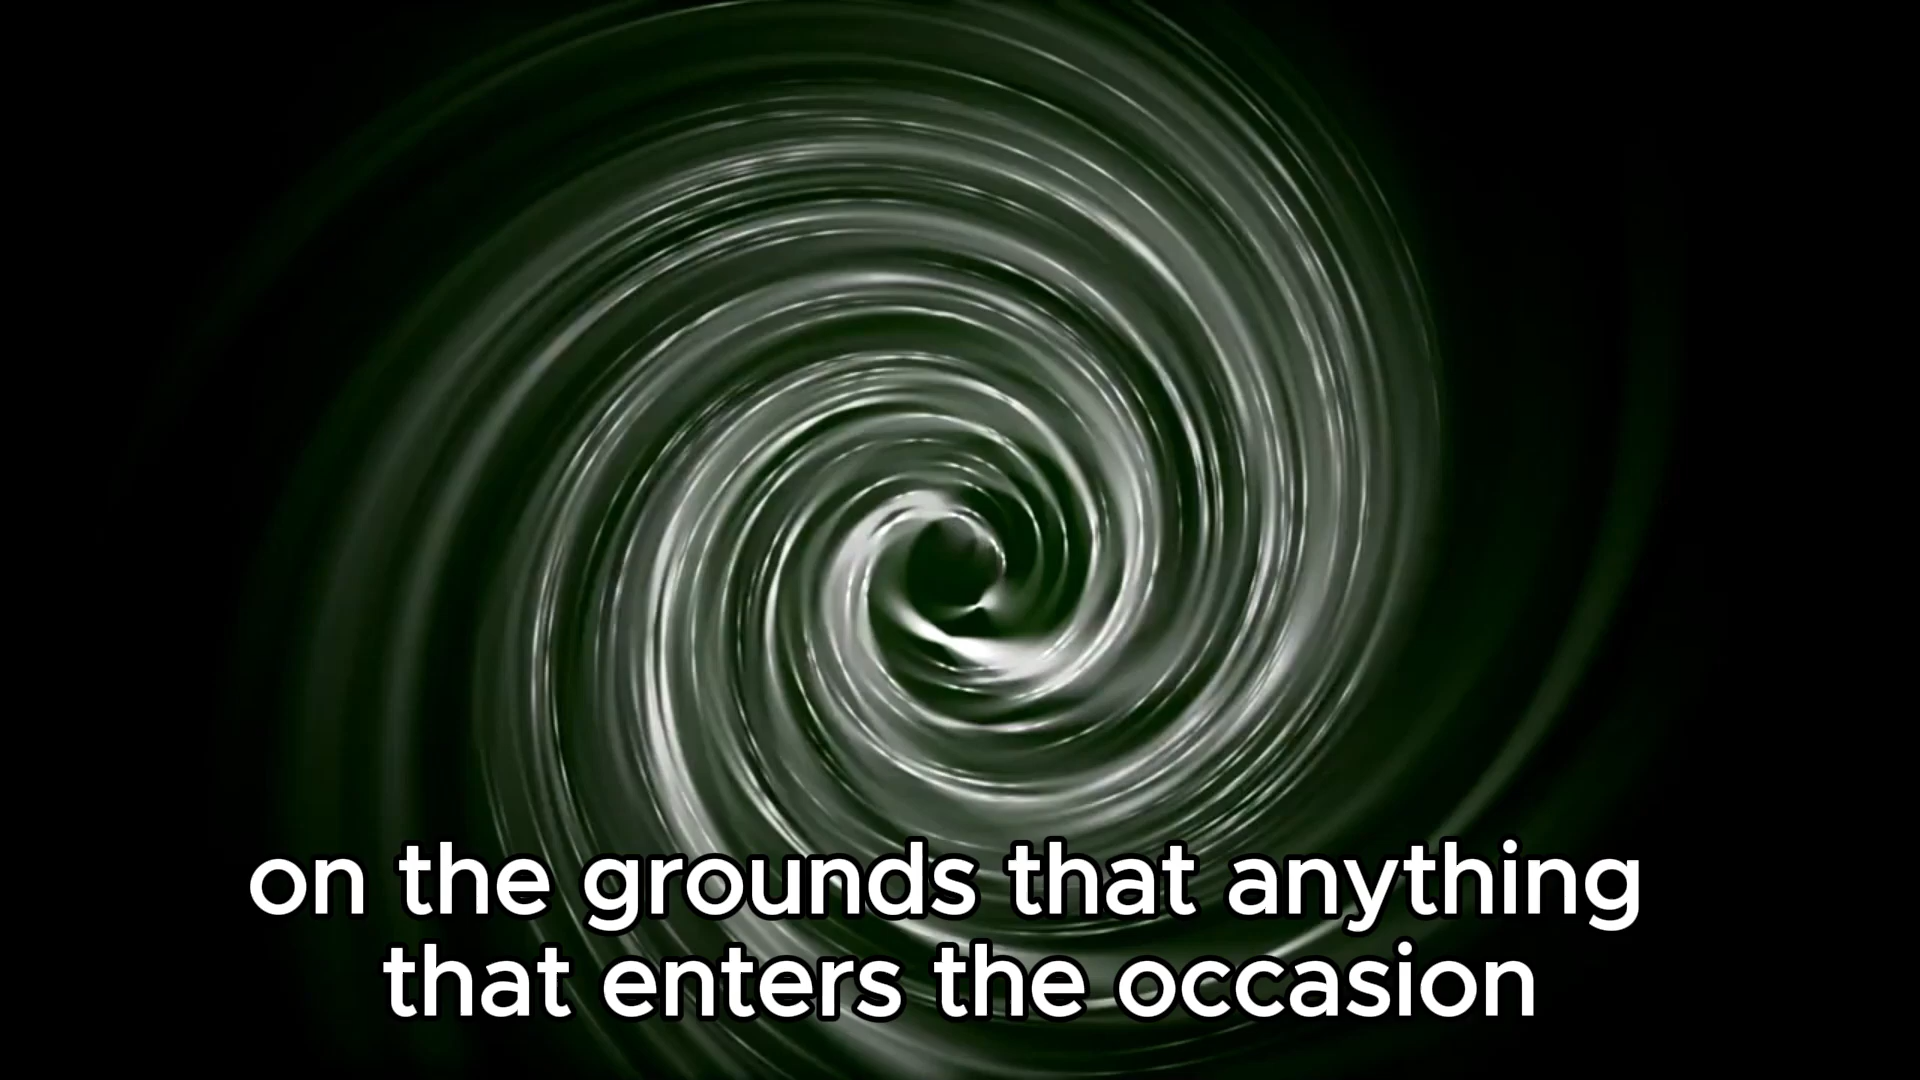 on the grounds that anything
that enters the occasion